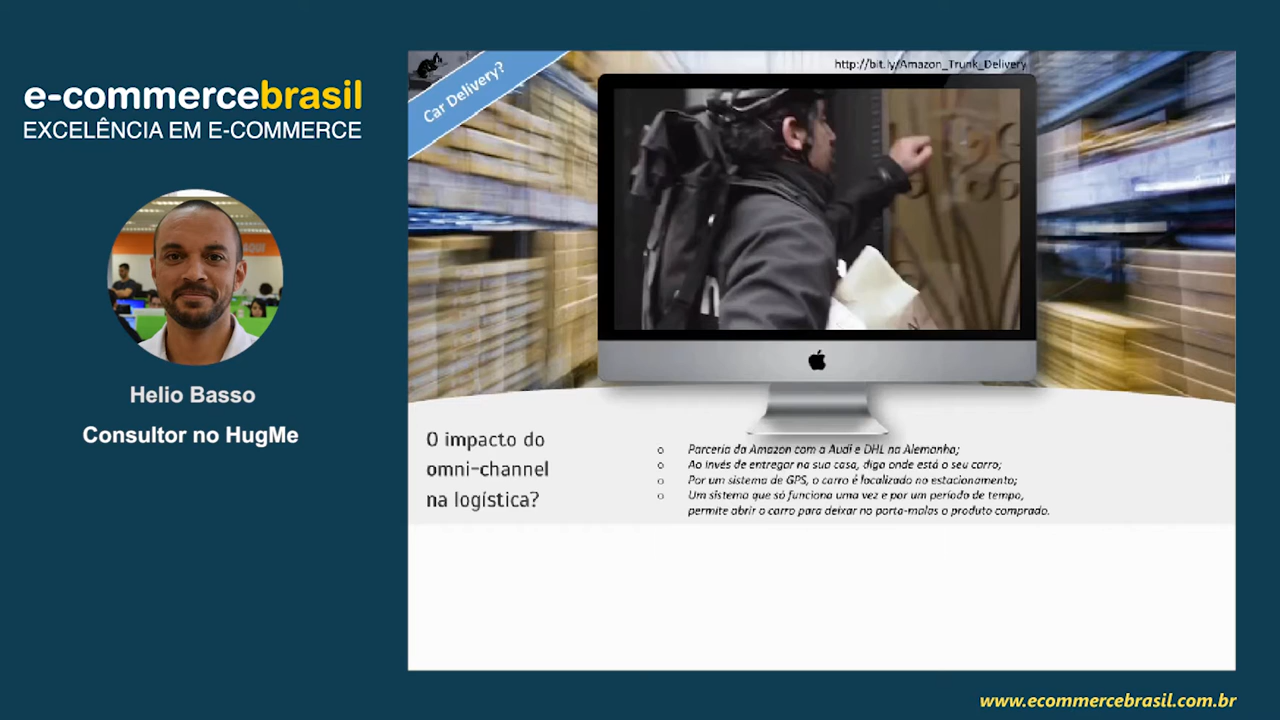 e-commercebrasil
EXCELÊNCIA EM E-COMMERCE
Helio Basso
Consultor no HugMe
Car Delivery?
http://bit.ly/Amazon_Trunk_Delivery
O impacto do
omni-channel
na logística?
o Parceria da Amazon com a Audi e DHL na Alemanha;
o Ao invés de entregar na sua casa, diga onde está o seu carro;
o Por um sistema de GPS, o carro é localizado no estacionamento;
o Um sistema que só funciona uma vez e por um período de tempo,
permite abrir o carro para deixar no porta-malas o produto comprado.
www.ecommercebrasil.com.br